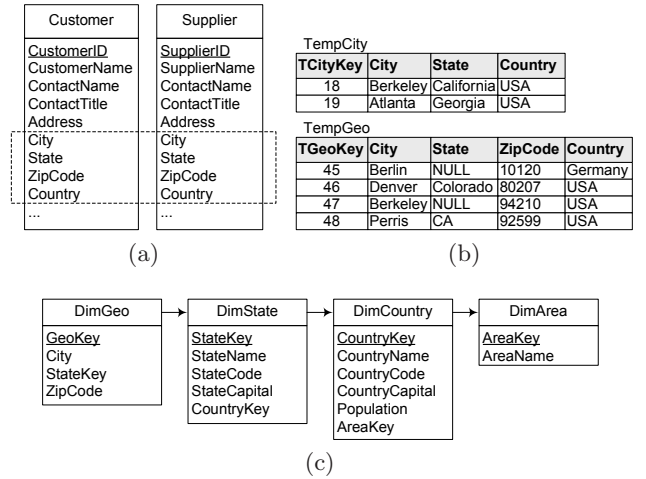 Customer
CustomerID
CustomerName
ContactName
ContactTitle
Address
City
State
ZipCode
Country
...
Supplier
SupplierID
SupplierName
ContactName
ContactTitle
Address
City
State
ZipCode
Country
...
(a)
TempCity
TCityKey City State Country
18 Berkeley California USA
19 Atlanta Georgia USA
TempGeo
TGeoKey City State ZipCode Country
45 Berlin NULL 10120 Germany
46 Denver Colorado 80207 USA
47 Berkeley NULL 94210 USA
48 Perris CA 92599 USA
(b)
DimGeo
GeoKey
City
StateKey
ZipCode
DimState
StateKey
StateName
StateCode
StateCapital
CountryKey
DimCountry
CountryKey
CountryName
CountryCode
CountryCapital
Population
AreaKey
DimArea
AreaKey
AreaName
(c)